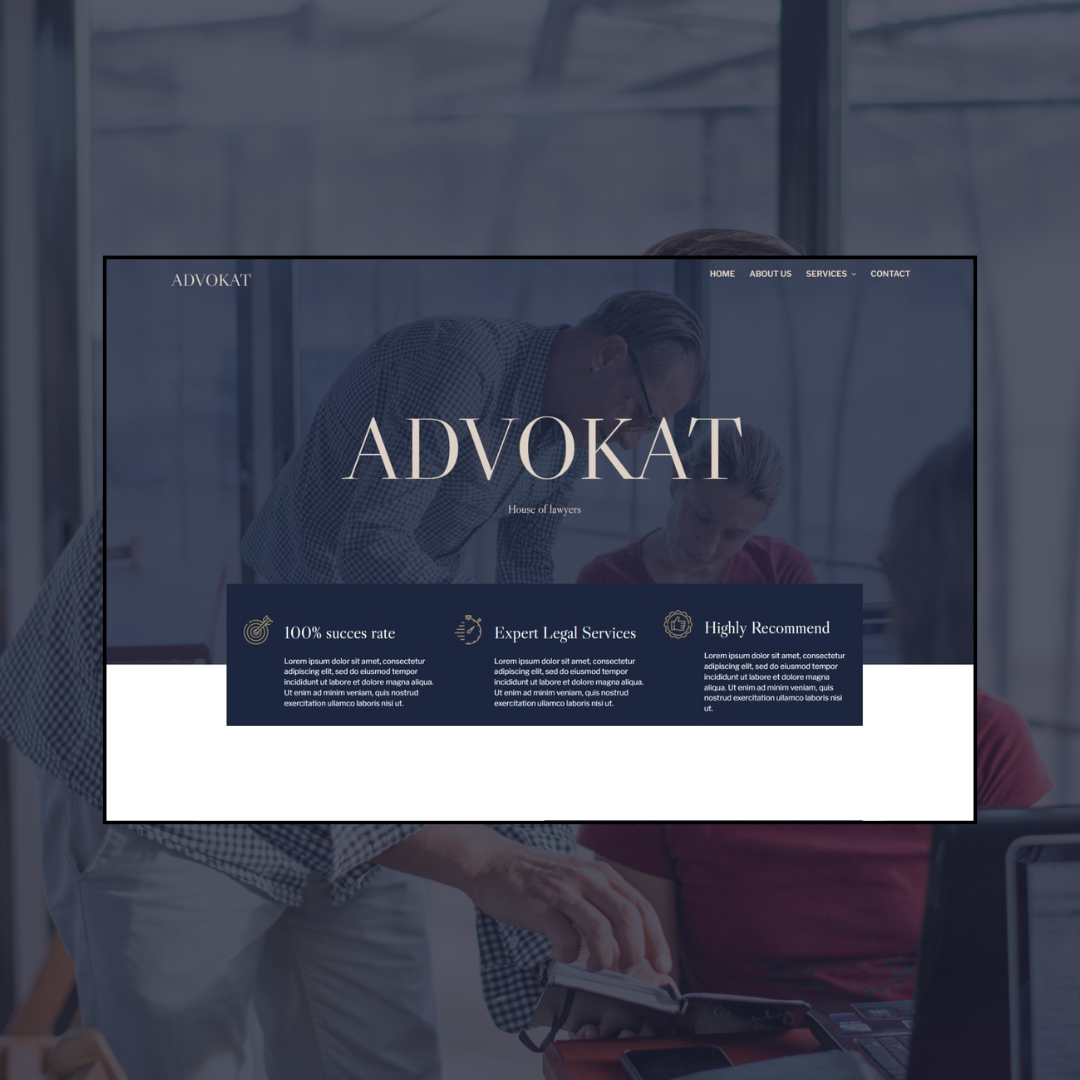 ADVOKAT
HOME ABOUT US SERVICES CONTACT
ADVOKAT
House of lawyers
100% succes rate
Lorem ipsum dolor sit amet, consectetur
adipiscing elit, sed do eiusmod tempor
incididunt ut labore et dolore magna aliqua.
Ut enim ad minim veniam, quis nostrud
exercitation ullamco laboris nisi ut.
Expert Legal Services
Lorem ipsum dolor sit amet, consectetur
adipiscing elit, sed do eiusmod tempor
incididunt ut labore et dolore magna aliqua.
Ut enim ad minim veniam, quis nostrud
exercitation ullamco laboris nisi ut.
Highly Recommend
Lorem ipsum dolor sit amet, consectetur
adipiscing elit, sed do eiusmod tempor
incididunt ut labore et dolore magna
aliqua. Ut enim ad minim veniam, quis
nostrud exercitation ullamco laboris nisi
ut.